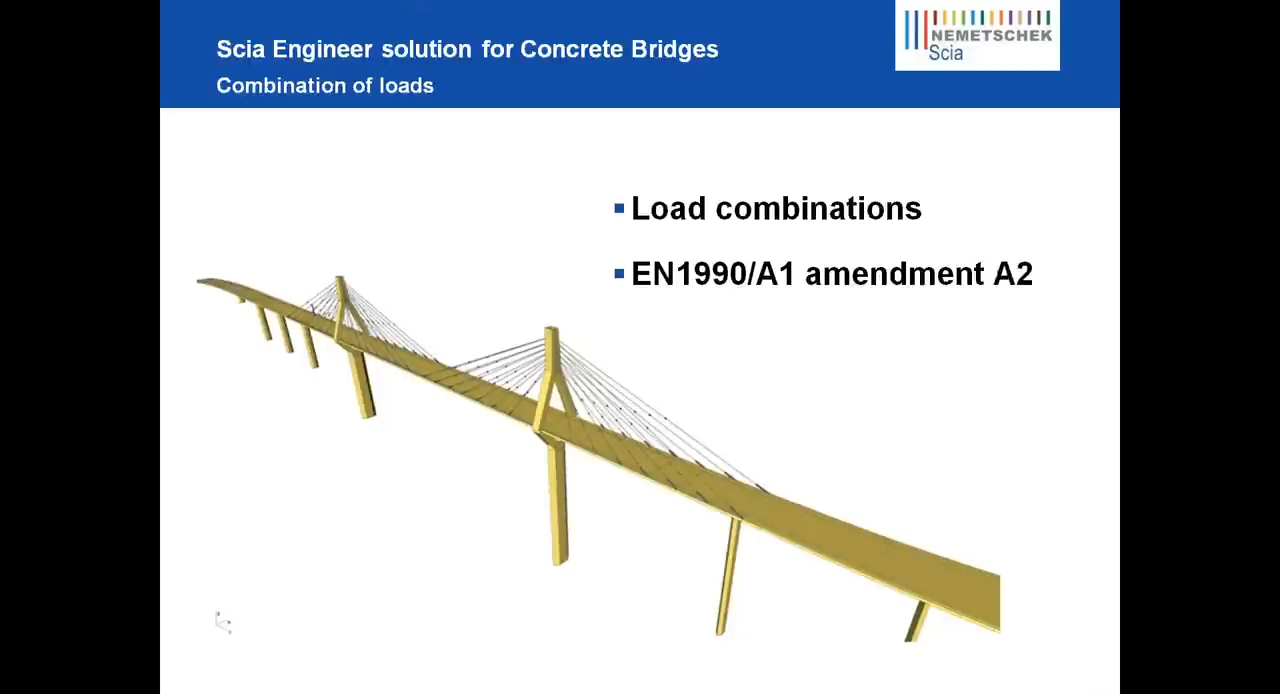 Scia Engineer solution for Concrete Bridges
Combination of loads
NEMETSCHEK
Scia
Load combinations
EN1990/A1 amendment A2